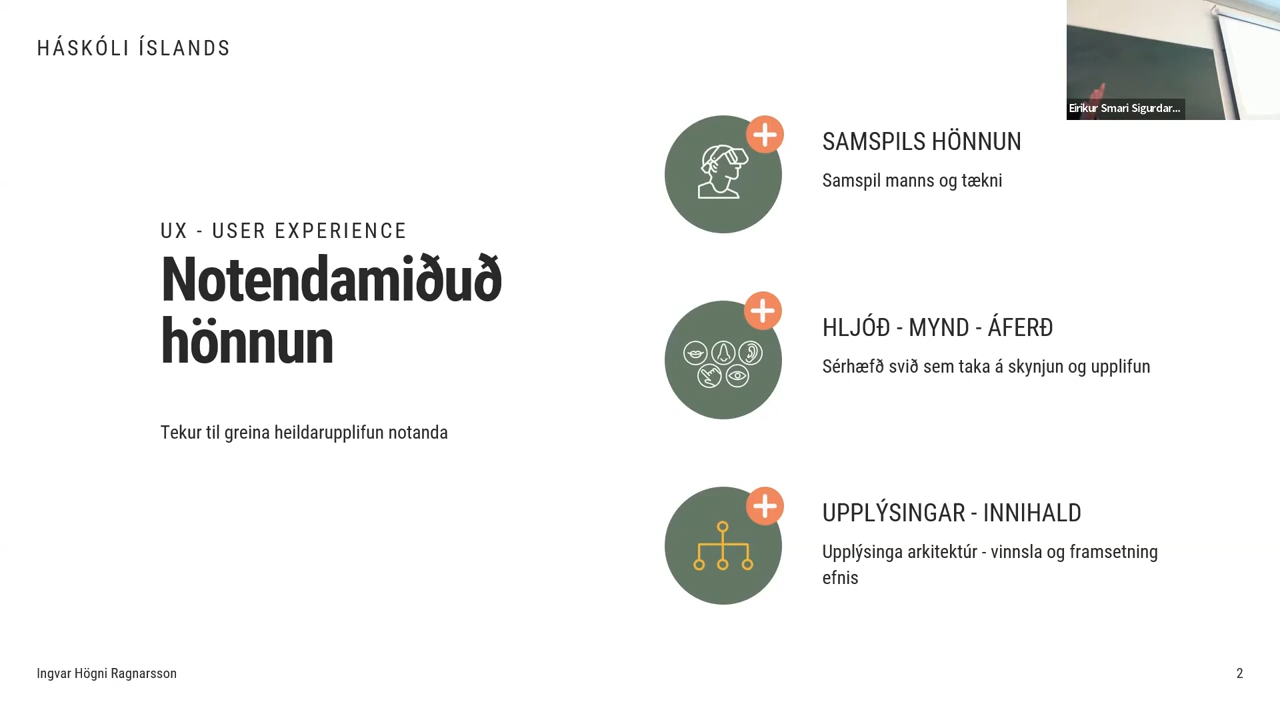 HÁSKÓLI ÍSLANDS
Eirikur Smari Sigurdar...
UX - USER EXPERIENCE
Notendamiðuð
hönnun
Tekur til greina heildarupplifun notanda
SAMSPILS HÖNNUN
Samspil manns og tækni
HLJÓÐ - MYND - ÁFERÐ
Sérhæfð svið sem taka á skynjun og upplifun
UPPLÝSINGAR - INNIHALD
Upplýsinga arkitektúr - vinnsla og framsetning
efnis
Ingvar Högni Ragnarsson
2